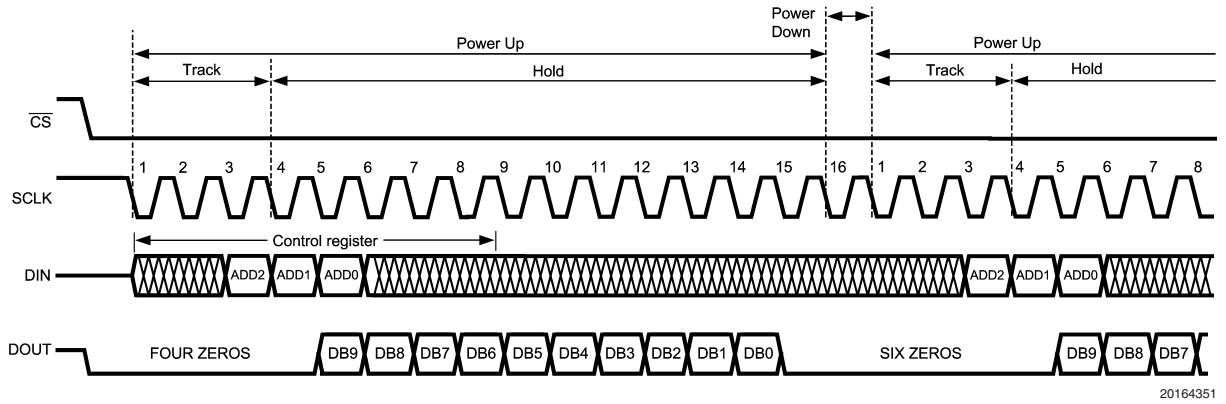 Power
Down
Power Up
Power Up
Track
Hold
Track
Hold
CS
1 2 3 4 5 6 7 8 9 10 11 12 13 14 15 16 1 2 3 4 5 6 7 8
SCLK
Control register
DIN
ADD2 ADD1 ADD0 ADD2 ADD1 ADD0
DOUT
FOUR ZEROS DB9 DB8 DB7 DB6 DB5 DB4 DB3 DB2 DB1 DB0 SIX ZEROS DB9 DB8 DB7
20164351